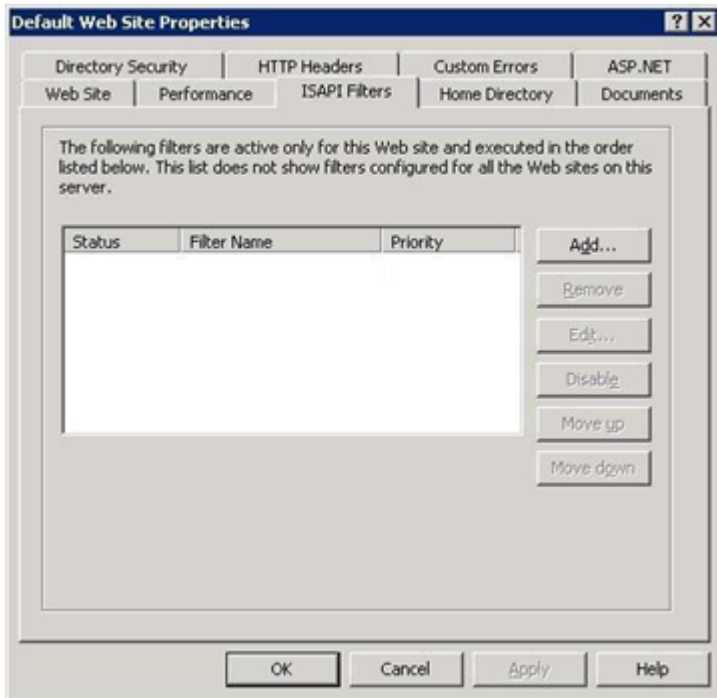 Default Web Site Properties
? X
Directory Security HTTP Headers Custom Errors ASP.NET
Web Site Performance ISAPI Filters Home Directory Documents
The following filters are active only for this Web site and executed in the order
listed below. This list does not show filters configured for all the Web sites on this
server.
Status Filter Name Priority
Add...
Remove
Edit...
Disable
Move up
Move down
OK Cancel Apply Help